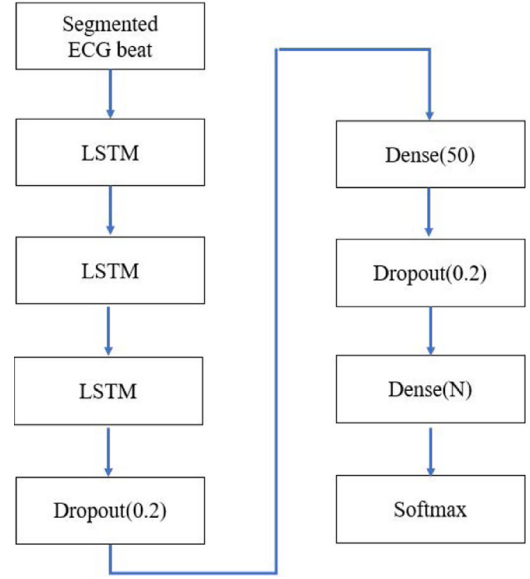 Segmented
ECG beat
LSTM
LSTM
LSTM
Dropout(0.2)
Dense(50)
Dropout(0.2)
Dense(N)
Softmax